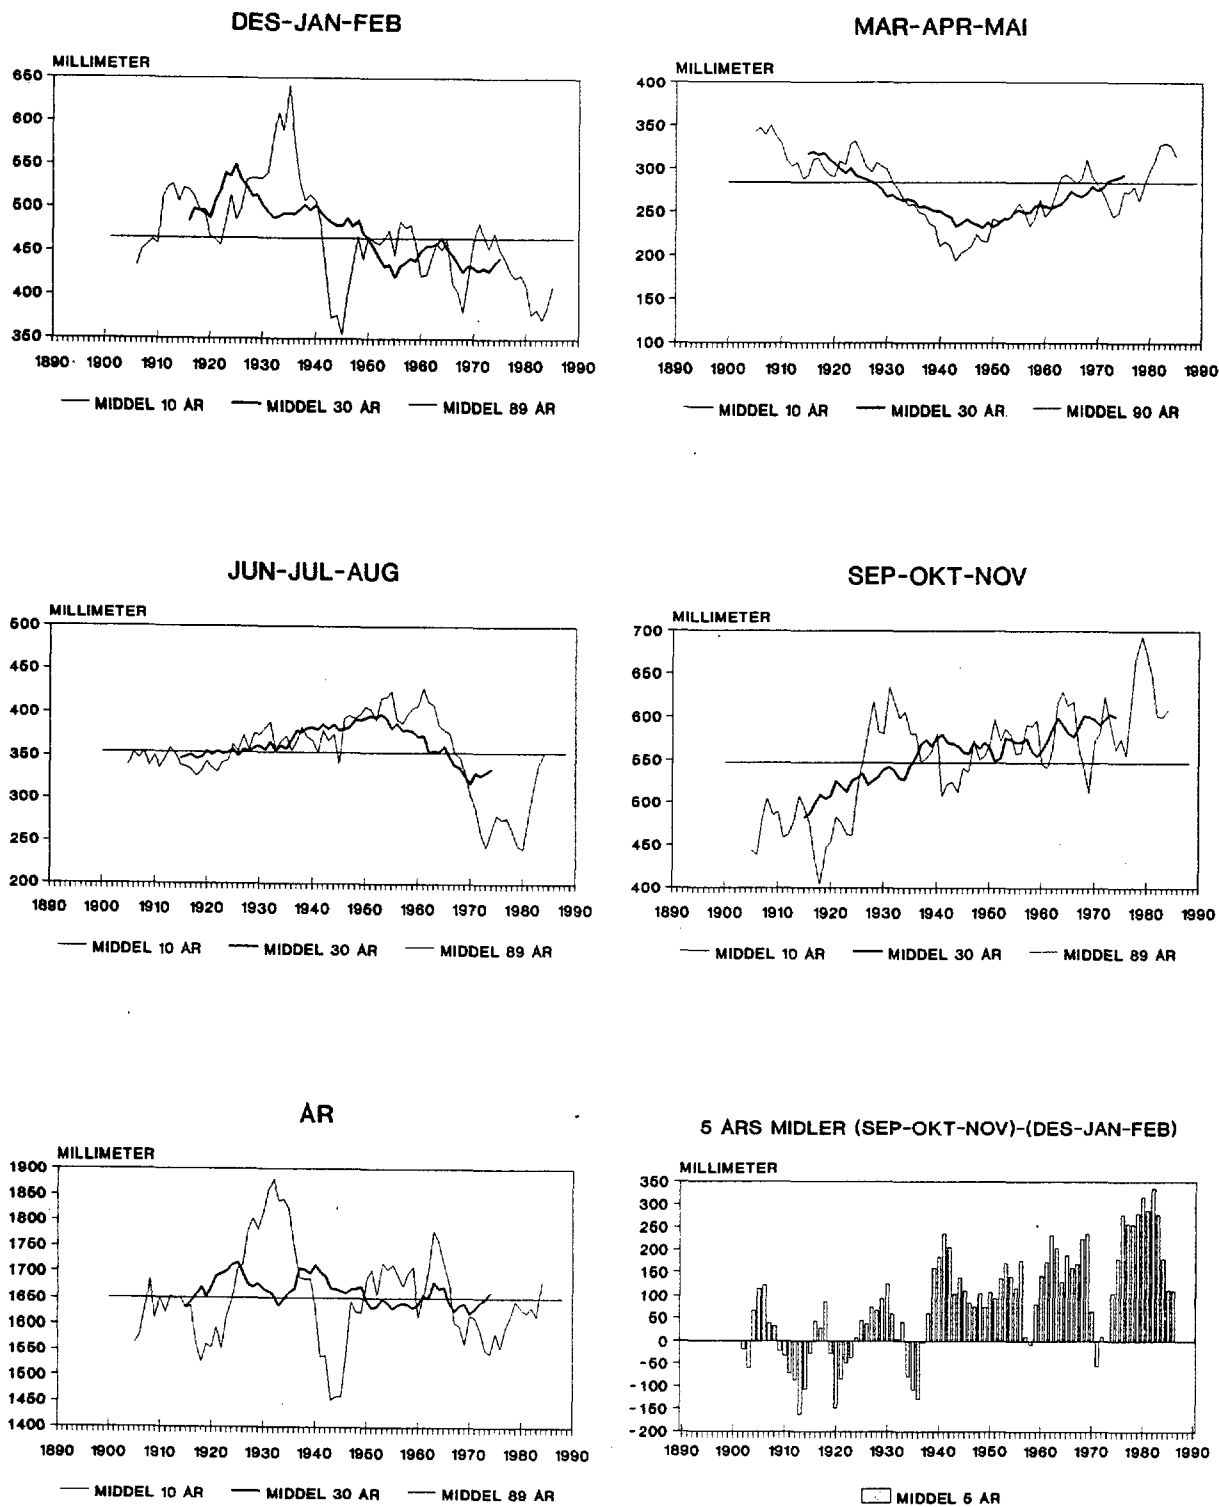 DES-JAN-FEB
MILLIMETER
650
600
550
500
450
400
350
1890 1900 1910 1920 1930 1940 1950 1960 1970 1980 1990
MIDDEL 10 ÅR MIDDEL 30 ÅR MIDDEL 89 ÅR
MAR-APR-MAI
MILLIMETER
400
350
300
250
200
150
100
1890 1900 1910 1920 1930 1940 1950 1960 1970 1980 1990
MIDDEL 10 ÅR MIDDEL 30 ÅR MIDDEL 90 ÅR
JUN-JUL-AUG
MILLIMETER
500
450
400
350
300
250
200
1890 1900 1910 1920 1930 1940 1950 1960 1970 1980 1990
MIDDEL 10 ÅR MIDDEL 30 ÅR MIDDEL 89 ÅR
SEP-OKT-NOV
MILLIMETER
700
650
600
550
500
450
400
1890 1900 1910 1920 1930 1940 1950 1960 1970 1980 1990
MIDDEL 10 ÅR MIDDEL 30 ÅR MIDDEL 89 ÅR
ÅR
MILLIMETER
1900
1850
1800
1750
1700
1650
1600
1550
1500
1450
1400
1890 1900 1910 1920 1930 1940 1950 1960 1970 1980 1990
MIDDEL 10 ÅR MIDDEL 30 ÅR MIDDEL 89 ÅR
5 ÅRS MIDLER (SEP-OKT-NOV)-(DES-JAN-FEB)
MILLIMETER
350
300
250
200
150
100
50
0
-50
-100
-150
-200
1890 1900 1910 1920 1930 1940 1950 1960 1970 1980 1990
MIDDEL 5 ÅR